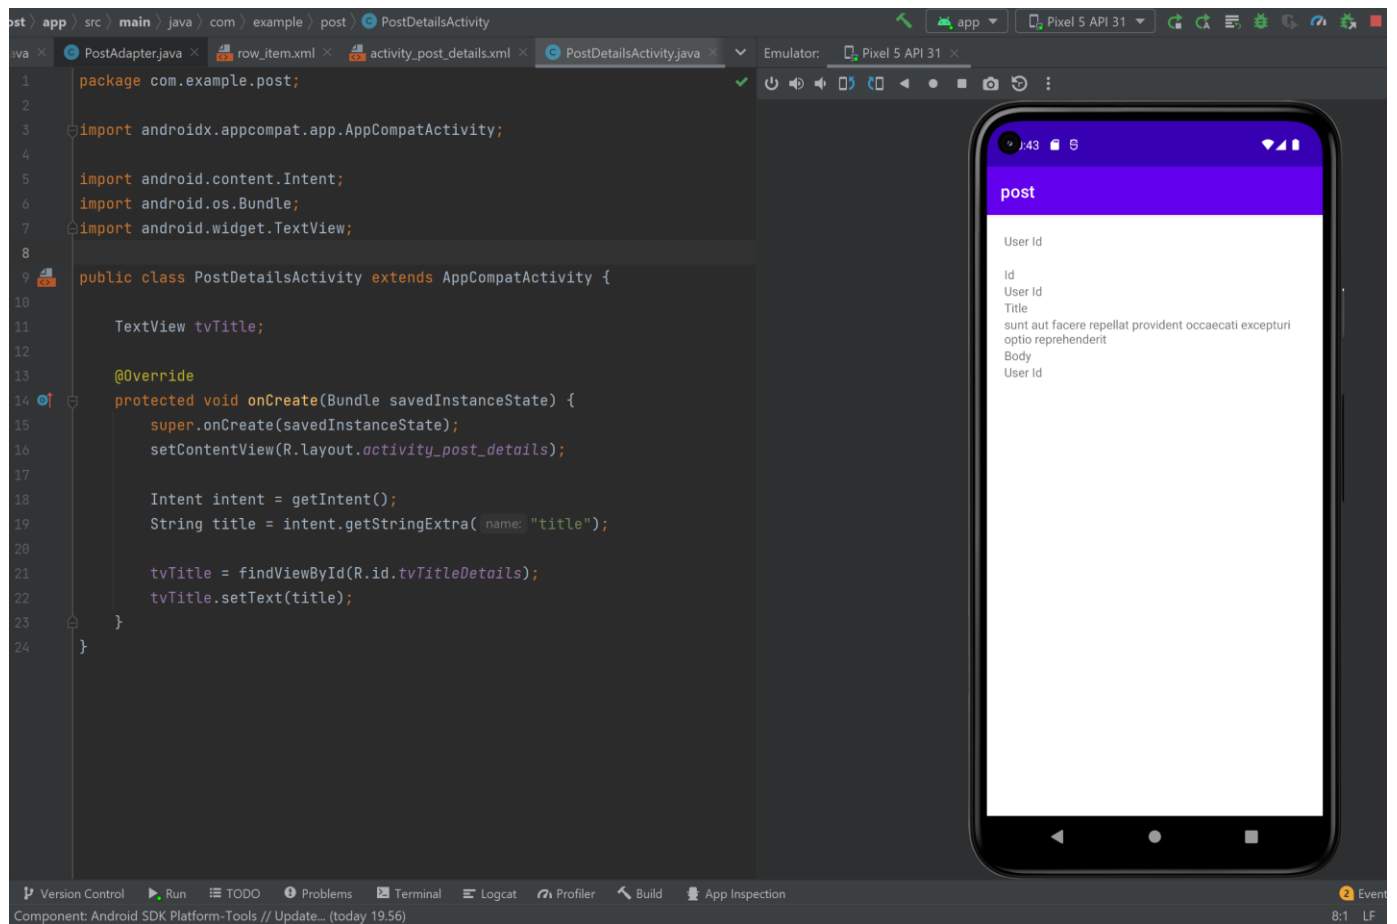 ost app src main java com example post PostDetailsActivity app Pixel 5 API 31
ava PostAdapter.java row_item.xml activity_post_details.xml PostDetailsActivity.java Emulator: Pixel 5 API 31
1 package com.example.post;
2
3 import androidx.appcompat.app.AppCompatActivity;
4
5 import android.content.Intent;
6 import android.os.Bundle;
7 import android.widget.TextView;
8
9 public class PostDetailsActivity extends AppCompatActivity {
10
11 TextView tvTitle;
12
13 @Override
14 protected void onCreate(Bundle savedInstanceState) {
15 super.onCreate(savedInstanceState);
16 setContentView(R.layout.activity_post_details);
17
18 Intent intent = getIntent();
19 String title = intent.getStringExtra( name: "title");
20
21 tvTitle = findViewById(R.id.tvTitleDetails);
22 tvTitle.setText(title);
23 }
24 }
:43
post
User Id
Id
User Id
Title
sunt aut facere repellat provident occaecati excepturi
optio reprehenderit
Body
User Id
Version Control Run TODO Problems Terminal Logcat Profiler Build App Inspection 2 Event
Component: Android SDK Platform-Tools // Update... (today 19.56) 8:1 LF